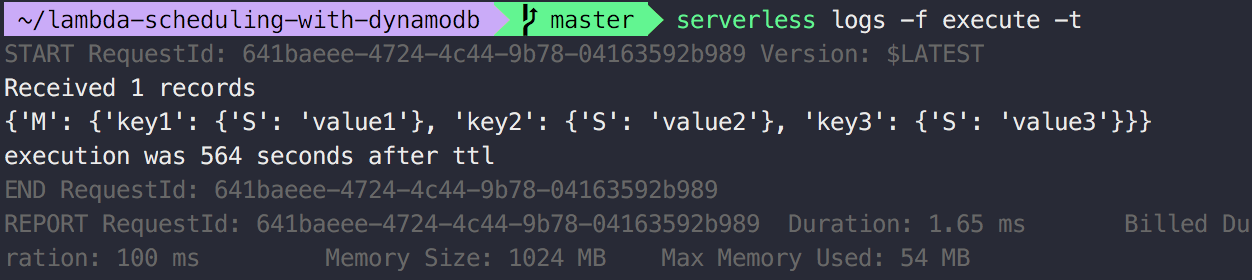 ~/lambda-scheduling-with-dynamodb master serverless logs -f execute -t
START RequestId: 641baeee-4724-4c44-9b78-04163592b989 Version: $LATEST
Received 1 records
{'M': {'key1': {'S': 'value1'}, 'key2': {'S': 'value2'}, 'key3': {'S': 'value3'}}}
execution was 564 seconds after ttl
END RequestId: 641baeee-4724-4c44-9b78-04163592b989
REPORT RequestId: 641baeee-4724-4c44-9b78-04163592b989 Duration: 1.65 ms Billed Du
ration: 100 ms Memory Size: 1024 MB Max Memory Used: 54 MB